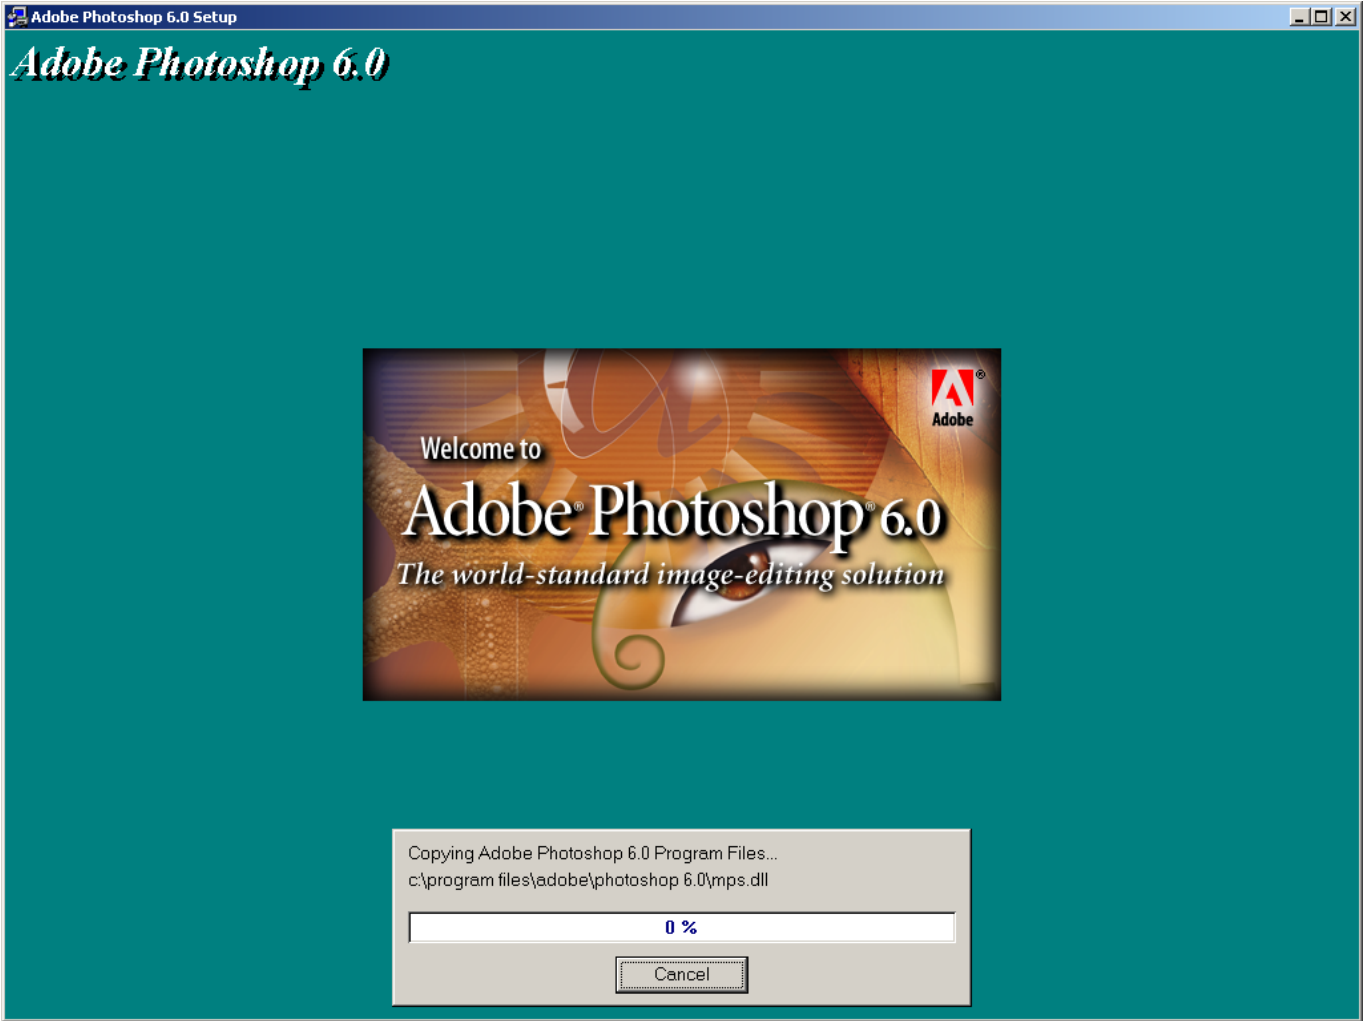 Adobe Photoshop 6.0 Setup
Adobe Photoshop 6.0
Adobe
Welcome to
Adobe® Photoshop® 6.0
The world-standard image-editing solution
Copying Adobe Photoshop 6.0 Program Files...
c:\program files\adobe\photoshop 6.0\mps.dll
0 %
Cancel